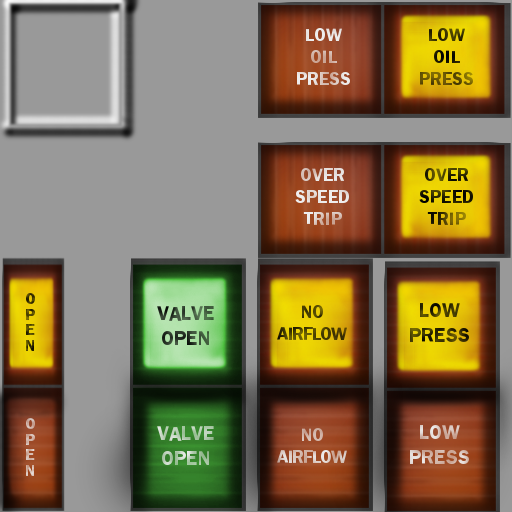 LOW
OIL
PRESS
LOW
OIL
PRESS
OVER
SPEED
TRIP
OVER
SPEED
TRIP
OPEN
VALVE
OPEN
NO
AIRFLOW
LOW
PRESS
OPEN
VALVE
OPEN
NO
AIRFLOW
LOW
PRESS